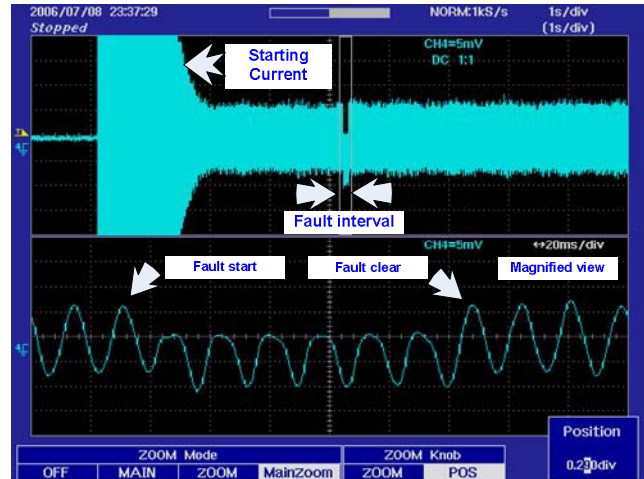 2006/07/08 23:37:29
NORM:1kS/s
1s/div
Stopped
(1s/div)
CH4=5mV
DC 1:1
Starting
Current
Fault interval
CH4=5mV
↔20ms/div
Fault start
Fault clear
Magnified view
Position
0.200div
ZOOM Mode
ZOOM Knob
OFF
MAIN
ZOOM
MainZoom
ZOOM
POS